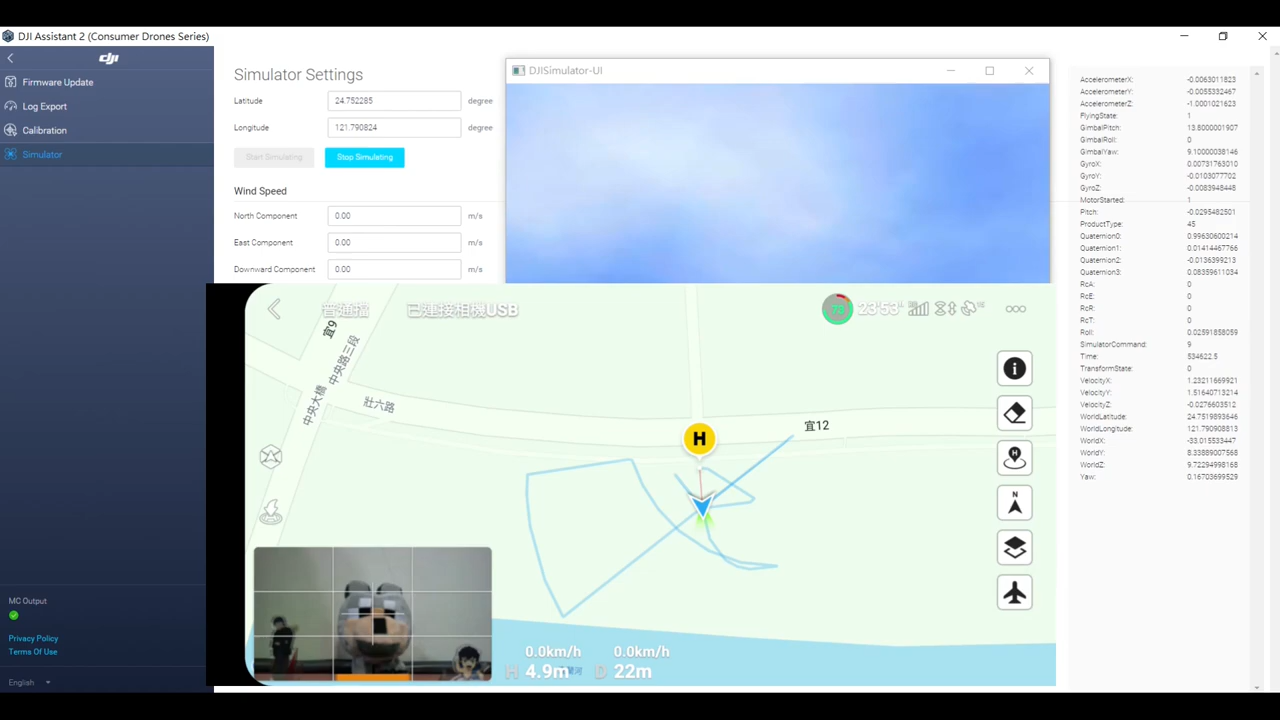 DJI Assistant 2 (Consumer Drones Series)
dji
Firmware Update
Log Export
Calibration
Simulator
MC Output
Privacy Policy
Terms Of Use
English
Simulator Settings
Latitude 24.752285 degree
Longitude 121.790824 degree
Start Simulating Stop Simulating
Wind Speed
North Component 0.00 m/s
East Component 0.00 m/s
Downward Component 0.00 m/s
DJISimulator-UI
普通擋 已連接相機USB 23'53"
宜9
中央路三段
中央大橋
壯六路
宜12
H
N
0.0km/h 0.0km/h
H 4.9m D 22m
AccelerometerX: -0.0063011823
AccelerometerY: -0.0055332467
AccelerometerZ: -1.0001021623
FlyingState: 1
GimbalPitch: 13.8000001907
GimbalRoll: 0
GimbalYaw: 9.10000038146
GyroX: 0.00731763010
GyroY: -0.0103077702
GyroZ: -0.0083948448
MotorStarted: 1
Pitch: -0.0295482501
ProductType: 45
Quaternion0: 0.99630600214
Quaternion1: 0.01414467766
Quaternion2: -0.0136399213
Quaternion3: 0.08359611034
RcA: 0
RcE: 0
RcR: 0
RcT: 0
Roll: 0.02591858059
SimulatorCommand: 9
Time: 534622.5
TransformState: 0
VelocityX: 1.23211669921
VelocityY: 1.51640713214
VelocityZ: -0.0276603512
WorldLatitude: 24.7519893646
WorldLongitude: 121.790908813
WorldX: -33.015533447
WorldY: 8.33889007568
WorldZ: 9.72294998168
Yaw: 0.16703699529